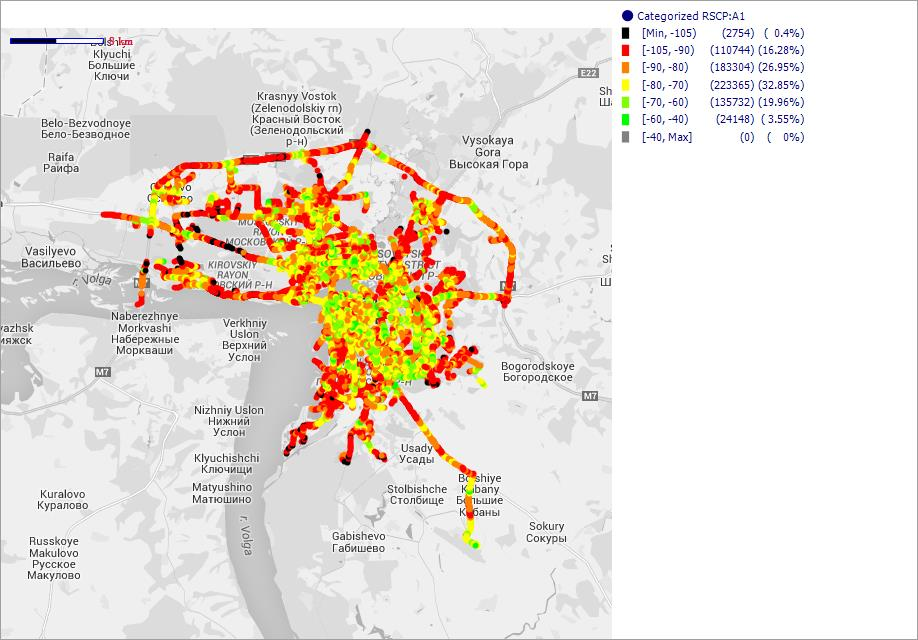 Categorized RSCP:A1
[Min, -105) (2754) ( 0.4%)
[-105, -90) (110744) (16.28%)
[-90, -80) (183304) (26.95%)
[-80, -70) (223365) (32.85%)
[-70, -60) (135732) (19.96%)
[-60, -40) (24148) ( 3.55%)
[-40, Max] (0) ( 0%)
Klyuchi
Большие
Ключи
E22
Krasnyy Vostok
(Zelenodolskiy rn)
Красный Восток
(Зеленодольский
р-н)
Belo-Bezvodnoye
Бело-Безводное
Vysokaya
Gora
Высокая Гора
Raifa
Раифа
Vasilyevo
Васильево
KIROVSKIY
RAYON
г. Volga
Naberezhnye
Morkvashi
Набережные
Моркваши
Verkhniy
Uslon
Верхний
Услон
M7
Bogorodskoye
Богородское
M7
Nizhniy Uslon
Нижний
Услон
Klyuchishchi
Ключищи
Usady
Усады
Matyushino
Матюшино
Stolbishche
Столбище
Kuralovo
Куралово
г. Volga
Gabishevo
Габишево
Sokury
Сокуры
Russkoye
Makulovo
Русское
Макулово